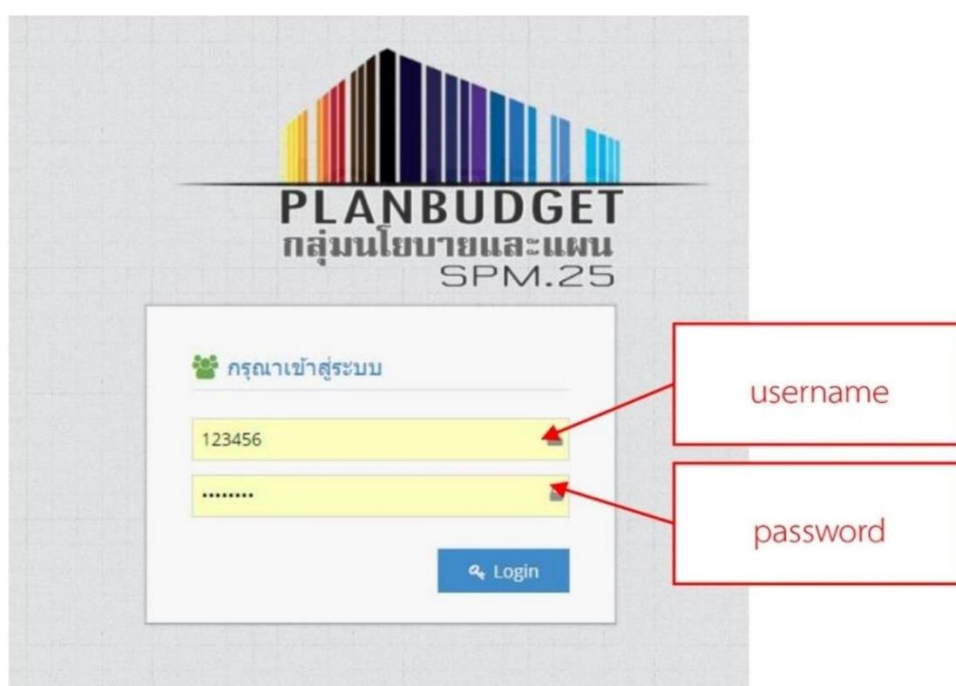 PLANBUDGET
กลุ่มนโยบายและแผน
SPM.25
กรุณาเข้าสู่ระบบ
123456
username
••••••••
password
Login